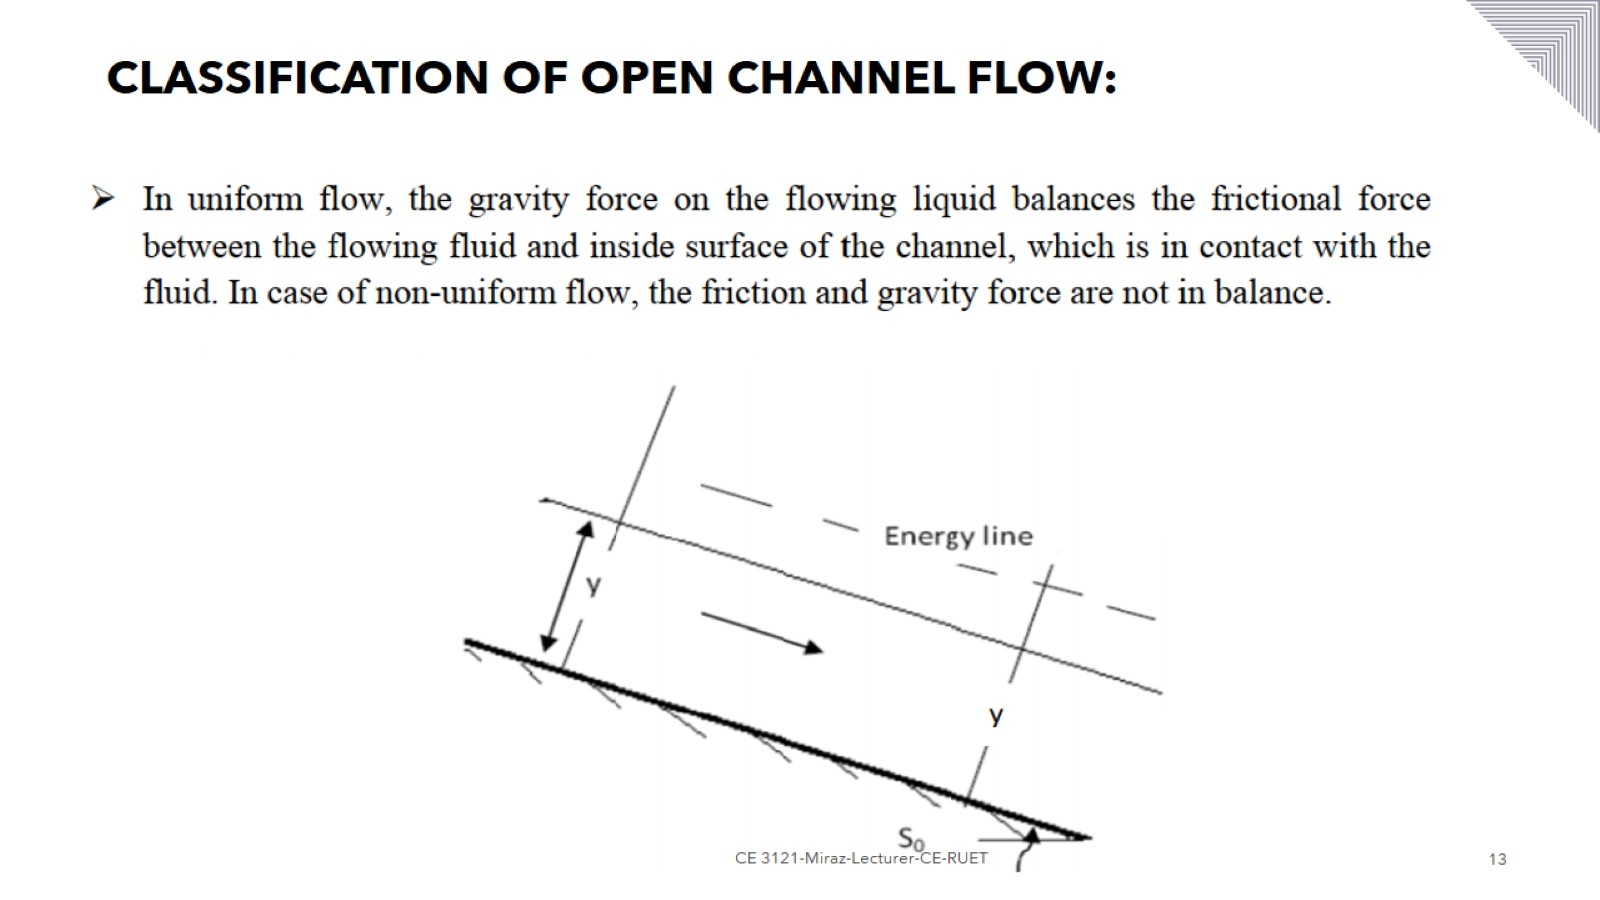 CLASSIFICATION OF OPEN CHANNEL FLOW:
➢ In uniform flow, the gravity force on the flowing liquid balances the frictional force
between the flowing fluid and inside surface of the channel, which is in contact with the
fluid. In case of non-uniform flow, the friction and gravity force are not in balance.
Energy line
y
y
S₀
CE 3121-Miraz-Lecturer-CE-RUET
13